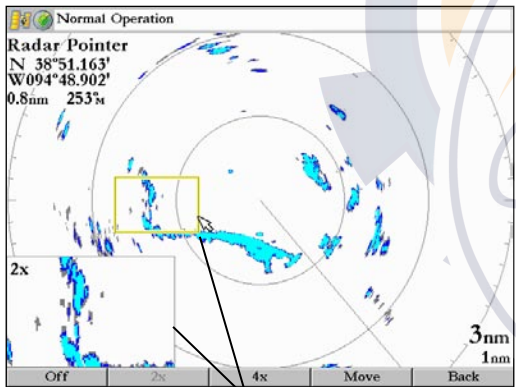 Normal Operation
Radar Pointer
N 38°51.163'
W094°48.902'
0.8nm 253°M
2x
3nm
1nm
Off 2x 4x Move Back